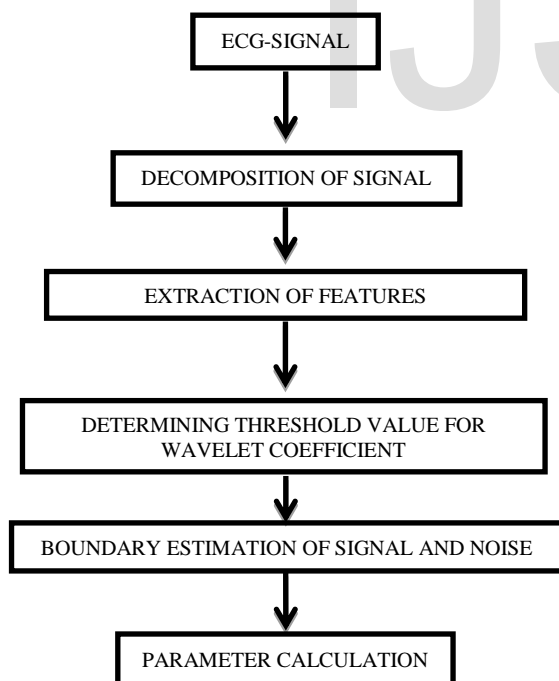 ECG-SIGNAL
DECOMPOSITION OF SIGNAL
EXTRACTION OF FEATURES
DETERMINING THRESHOLD VALUE FOR
WAVELET COEFFICIENT
BOUNDARY ESTIMATION OF SIGNAL AND NOISE
PARAMETER CALCULATION